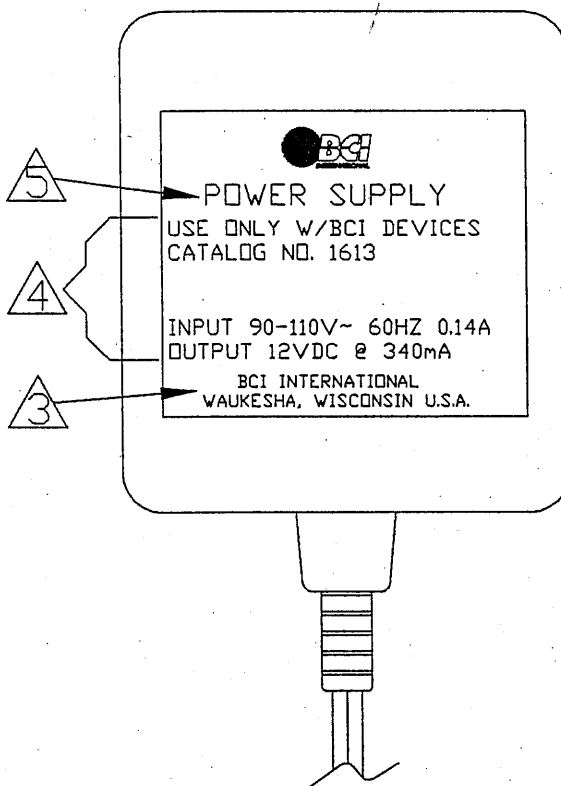 BCI
INTERNATIONAL
5
POWER SUPPLY
USE ONLY W/BCI DEVICES
CATALOG NO. 1613
4
INPUT 90-110V~ 60HZ 0.14A
OUTPUT 12VDC @ 340mA
3
BCI INTERNATIONAL
WAUKESHA, WISCONSIN U.S.A.